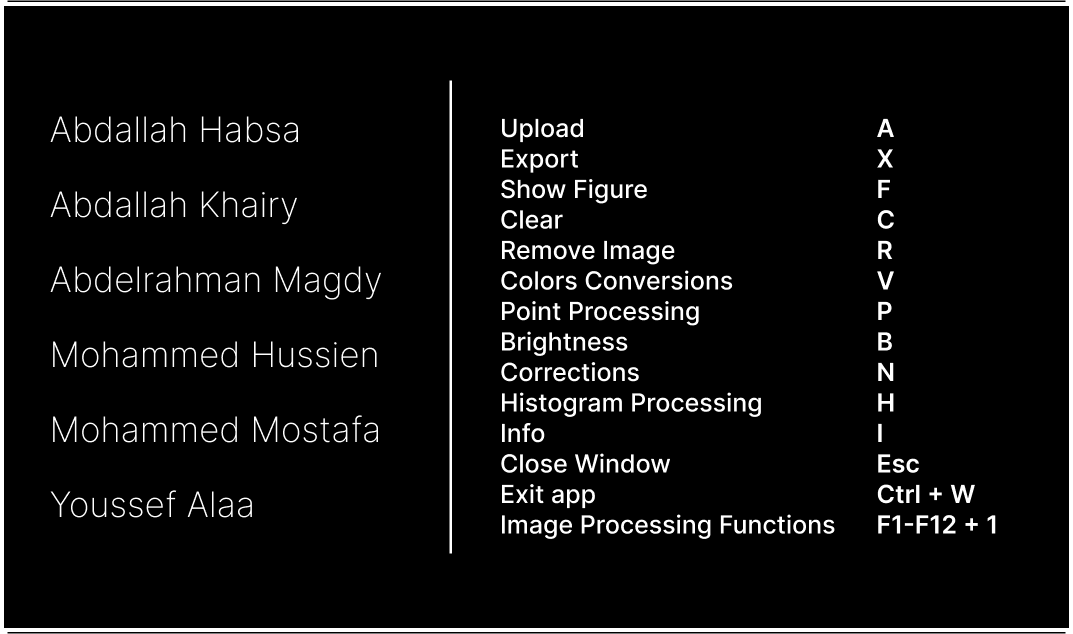 Abdallah Habsa
Abdallah Khairy
Abdelrahman Magdy
Mohammed Hussien
Mohammed Mostafa
Youssef Alaa
Upload A
Export X
Show Figure F
Clear C
Remove Image R
Colors Conversions V
Point Processing P
Brightness B
Corrections N
Histogram Processing H
Info I
Close Window Esc
Exit app Ctrl + W
Image Processing Functions F1-F12 + 1